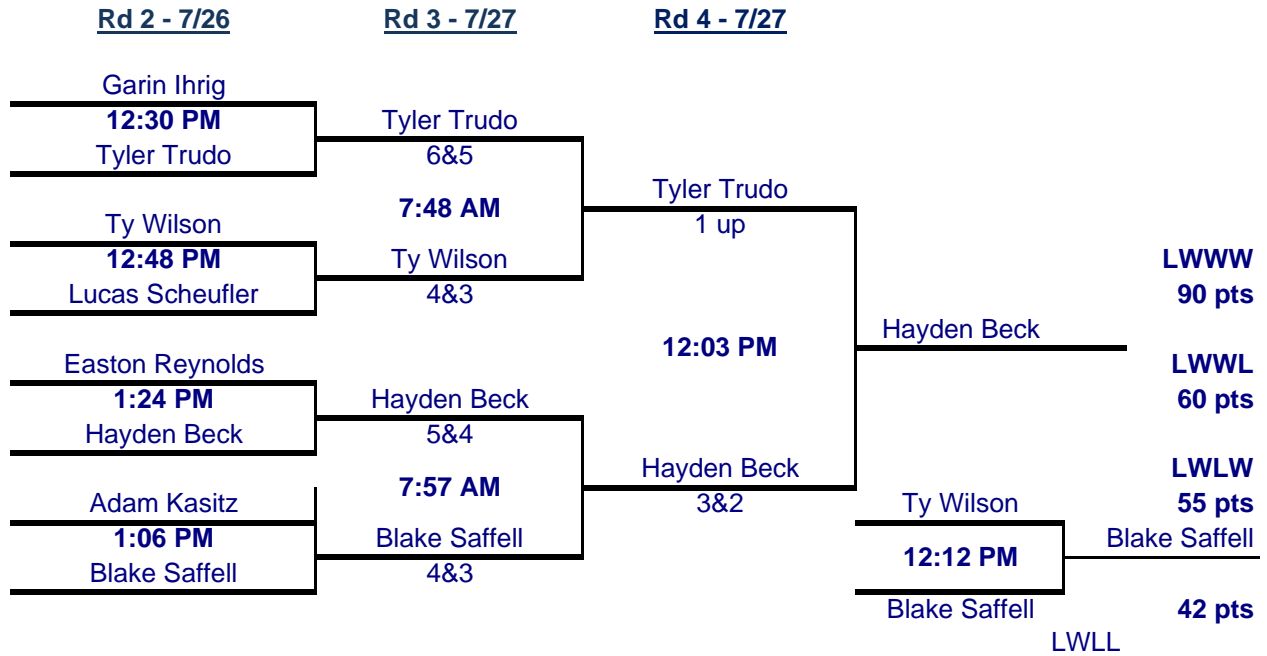 Rd 2 - 7/26 Rd 3 - 7/27 Rd 4 - 7/27
Garin Ihrig
12:30 PM Tyler Trudo
Tyler Trudo 6&5
Tyler Trudo
7:48 AM
Ty Wilson 1 up
12:48 PM Ty Wilson LWWW
Lucas Scheufler 4&3 90 pts
Hayden Beck
12:03 PM
Easton Reynolds LWWL
1:24 PM Hayden Beck 60 pts
Hayden Beck 5&4
Hayden Beck LWLW
7:57 AM
Adam Kasitz 3&2 Ty Wilson 55 pts
1:06 PM Blake Saffell Blake Saffell
12:12 PM
Blake Saffell 4&3
Blake Saffell 42 pts
LWLL